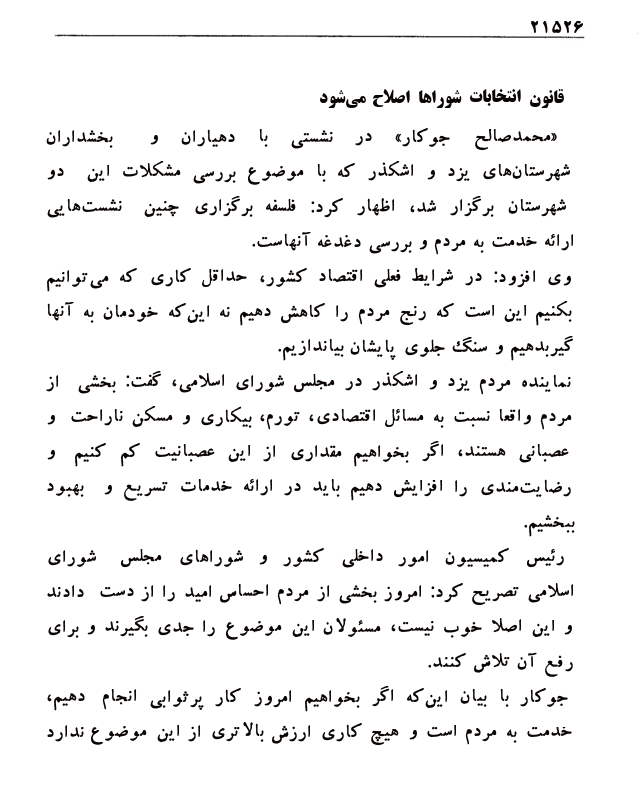 ۲۱۵۲۶
قانون انتخابات شوراها اصلاح می‌شود
«محمدصالح جوکار» در نشستی با دهیاران و بخشداران
شهرستان‌های یزد و اشکذر که با موضوع بررسی مشکلات این دو
شهرستان برگزار شد، اظهار کرد: فلسفه برگزاری چنین نشست‌هایی
ارائه خدمت به مردم و بررسی دغدغه آنهاست.
وی افزود: در شرایط فعلی اقتصاد کشور، حداقل کاری که می‌توانیم
بکنیم این است که رنج مردم را کاهش دهیم نه این‌که خودمان به آنها
گیربدهیم و سنگ جلوی پایشان بیاندازیم.
نماینده مردم یزد و اشکذر در مجلس شورای اسلامی، گفت: بخشی از
مردم واقعا نسبت به مسائل اقتصادی، تورم، بیکاری و مسکن ناراحت و
عصبانی هستند، اگر بخواهیم مقداری از این عصبانیت کم کنیم و
رضایت‌مندی را افزایش دهیم باید در ارائه خدمات تسریع و بهبود
ببخشیم.
رئیس کمیسیون امور داخلی کشور و شوراهای مجلس شورای
اسلامی تصریح کرد: امروز بخشی از مردم احساس امید را از دست دادند
و این اصلا خوب نیست، مسئولان این موضوع را جدی بگیرند و برای
رفع آن تلاش کنند.
جوکار با بیان این‌که اگر بخواهیم امروز کار پرثوابی انجام دهیم،
خدمت به مردم است و هیچ کاری ارزش بالاتری از این موضوع ندارد